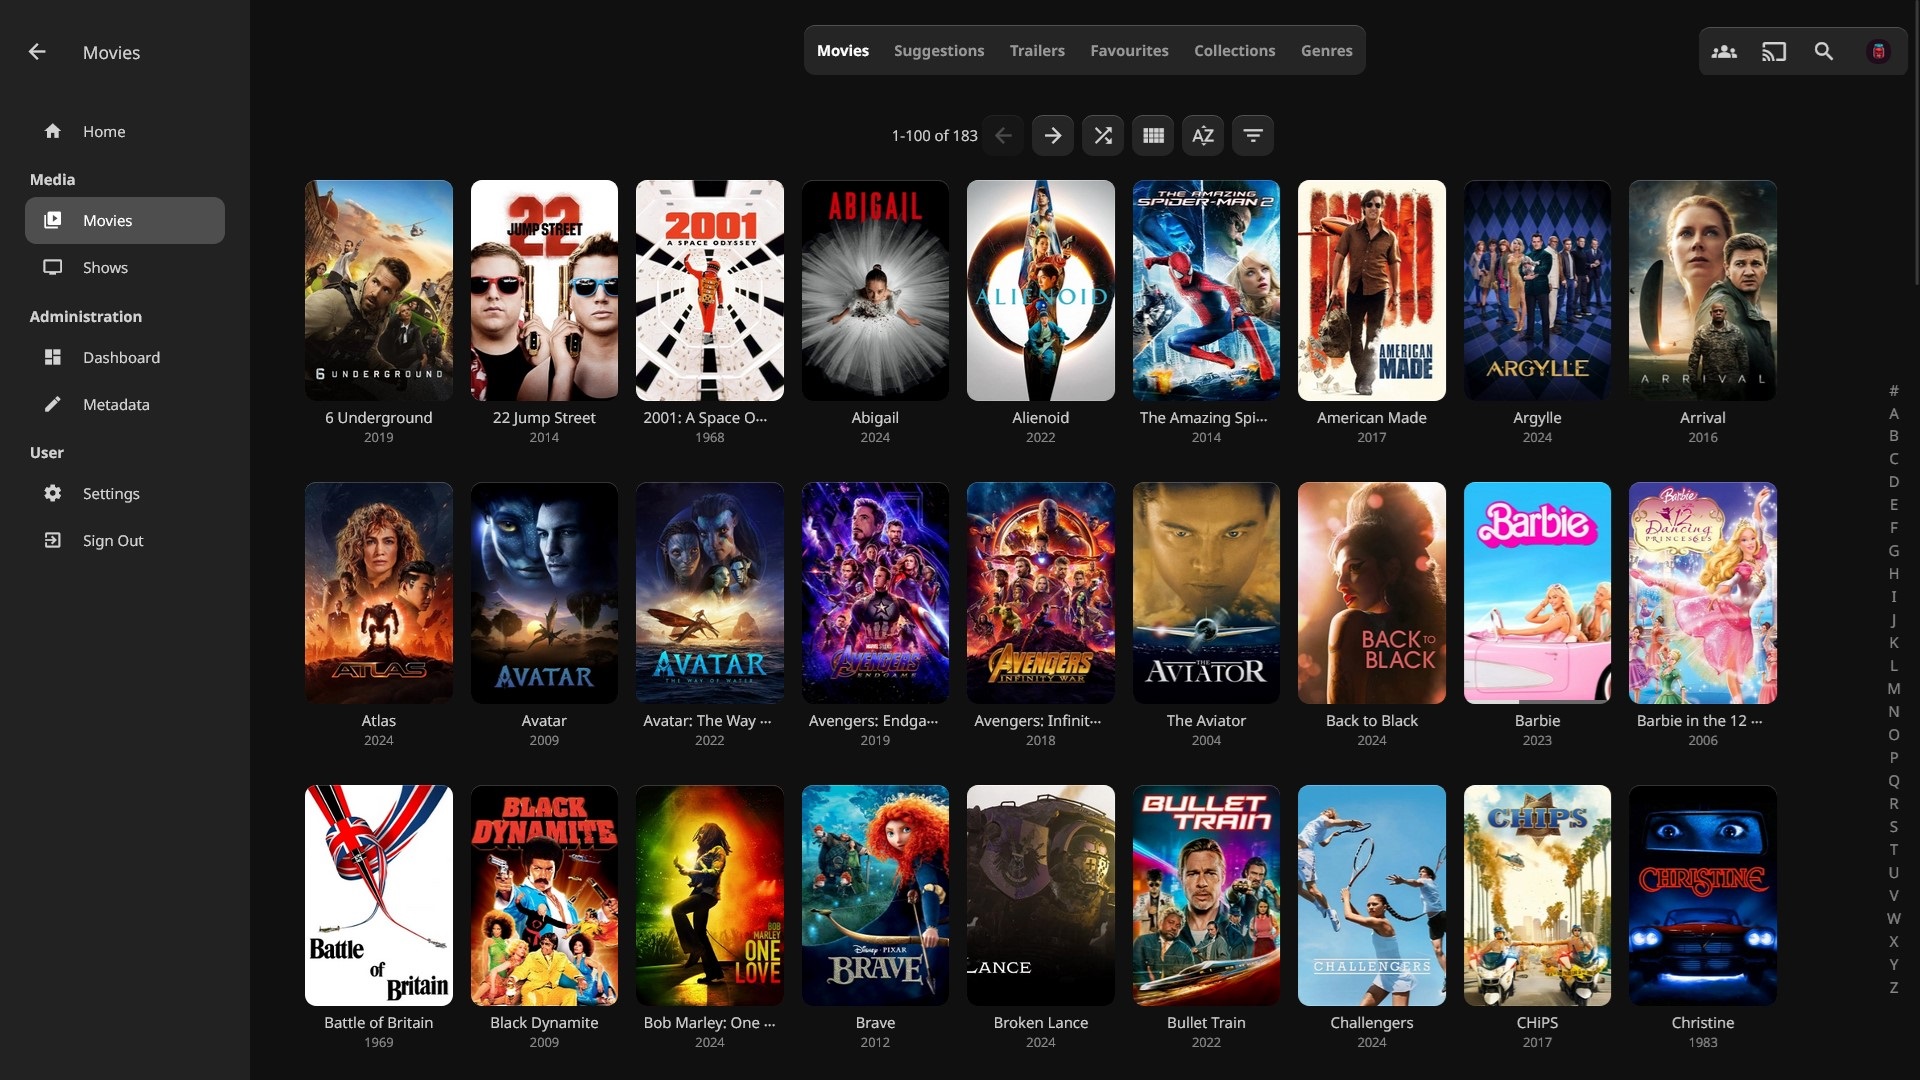 Movies
Home
Media
Movies
Shows
Administration
Dashboard
Metadata
User
Settings
Sign Out
Movies Suggestions Trailers Favourites Collections Genres
1-100 of 183
AZ
6 UNDERGROUND
22
JUMP STREET
2001
A SPACE ODYSSEY
ABIGAIL
ALIENOID
THE AMAZING
SPIDER-MAN 2
AMERICAN
MADE
ARGYLLE
ARRIVAL
6 Underground
2019
22 Jump Street
2014
2001: A Space O...
1968
Abigail
2024
Alienoid
2022
The Amazing Spi...
2014
American Made
2017
Argylle
2024
Arrival
2016
ATLAS
AVATAR
AVATAR
THE WAY OF WATER
MARVEL STUDIOS
AVENGERS
ENDGAME
AVENGERS
INFINITY WAR
THE
AVIATOR
BACK TO
BLACK
Barbie
Barbie
12
Dancing
PRINCESSES
Atlas
2024
Avatar
2009
Avatar: The Way ...
2022
Avengers: Endga...
2019
Avengers: Infinit...
2018
The Aviator
2004
Back to Black
2024
Barbie
2023
Barbie in the 12 ...
2006
Battle
of
Britain
BLACK
DYNAMITE
BOB
MARLEY
ONE
LOVE
Disney · PIXAR
BRAVE
LANCE
BULLET
TRAIN
CHALLENGERS
CHIPS
CHRISTINE
Battle of Britain
1969
Black Dynamite
2009
Bob Marley: One ...
2024
Brave
2012
Broken Lance
2024
Bullet Train
2022
Challengers
2024
CHiPS
2017
Christine
1983
#
A
B
C
D
E
F
G
H
I
J
K
L
M
N
O
P
Q
R
S
T
U
V
W
X
Y
Z